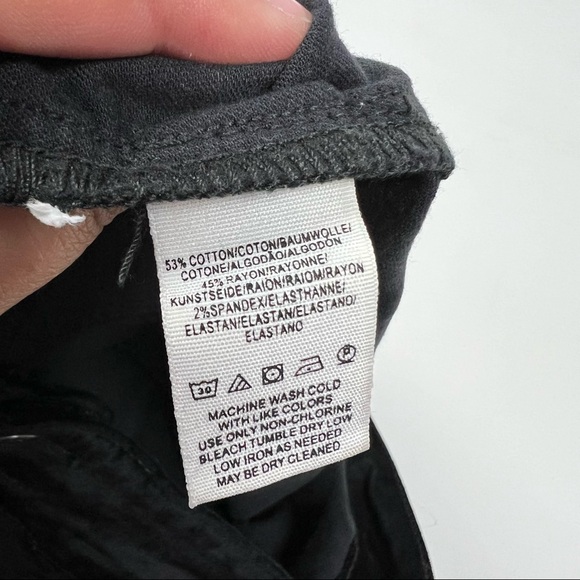 53% COTTON/COTON/BAUMWOLLE/
COTONE/ALGODÃO/ALGODÓN
45% RAYON/RAYONNE/
KUNSTSEIDE/RAION/RAIOM/RAYON
2%SPANDEX/ELASTHANNE/
ELASTAN/ELASTAN/ELASTANO/
ELASTANO
30 P
MACHINE WASH COLD
WITH LIKE COLORS
USE ONLY NON-CHLORINE
BLEACH TUMBLE DRY LOW
LOW IRON AS NEEDED
MAY BE DRY CLEANED